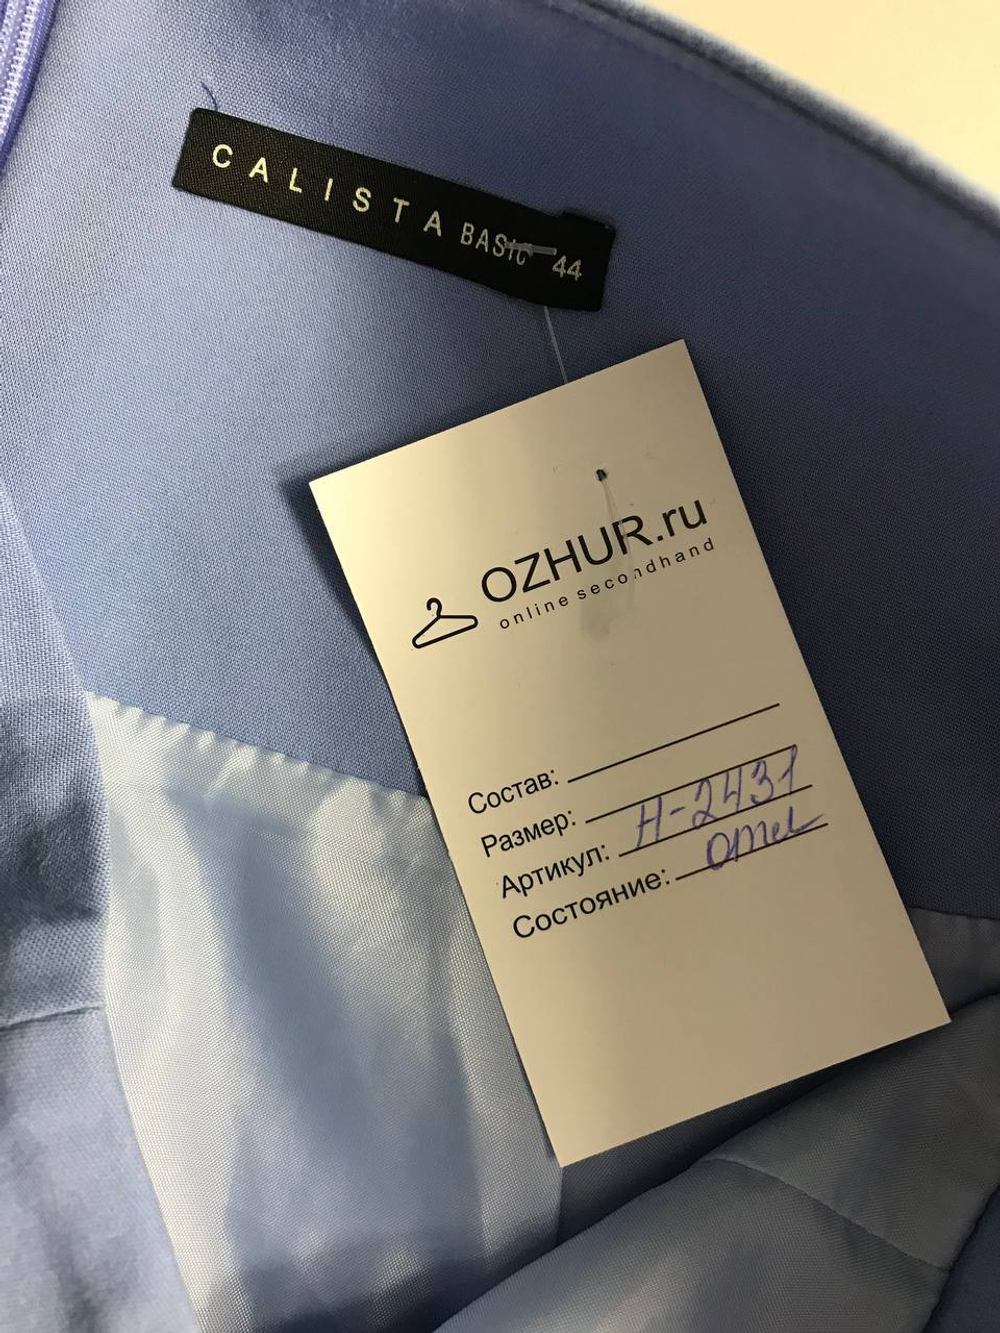 CALISTA BASIC 44
OZHUR.ru
online secondhand
Состав:
Размер:
Артикул: Н-2431
Состояние: отл